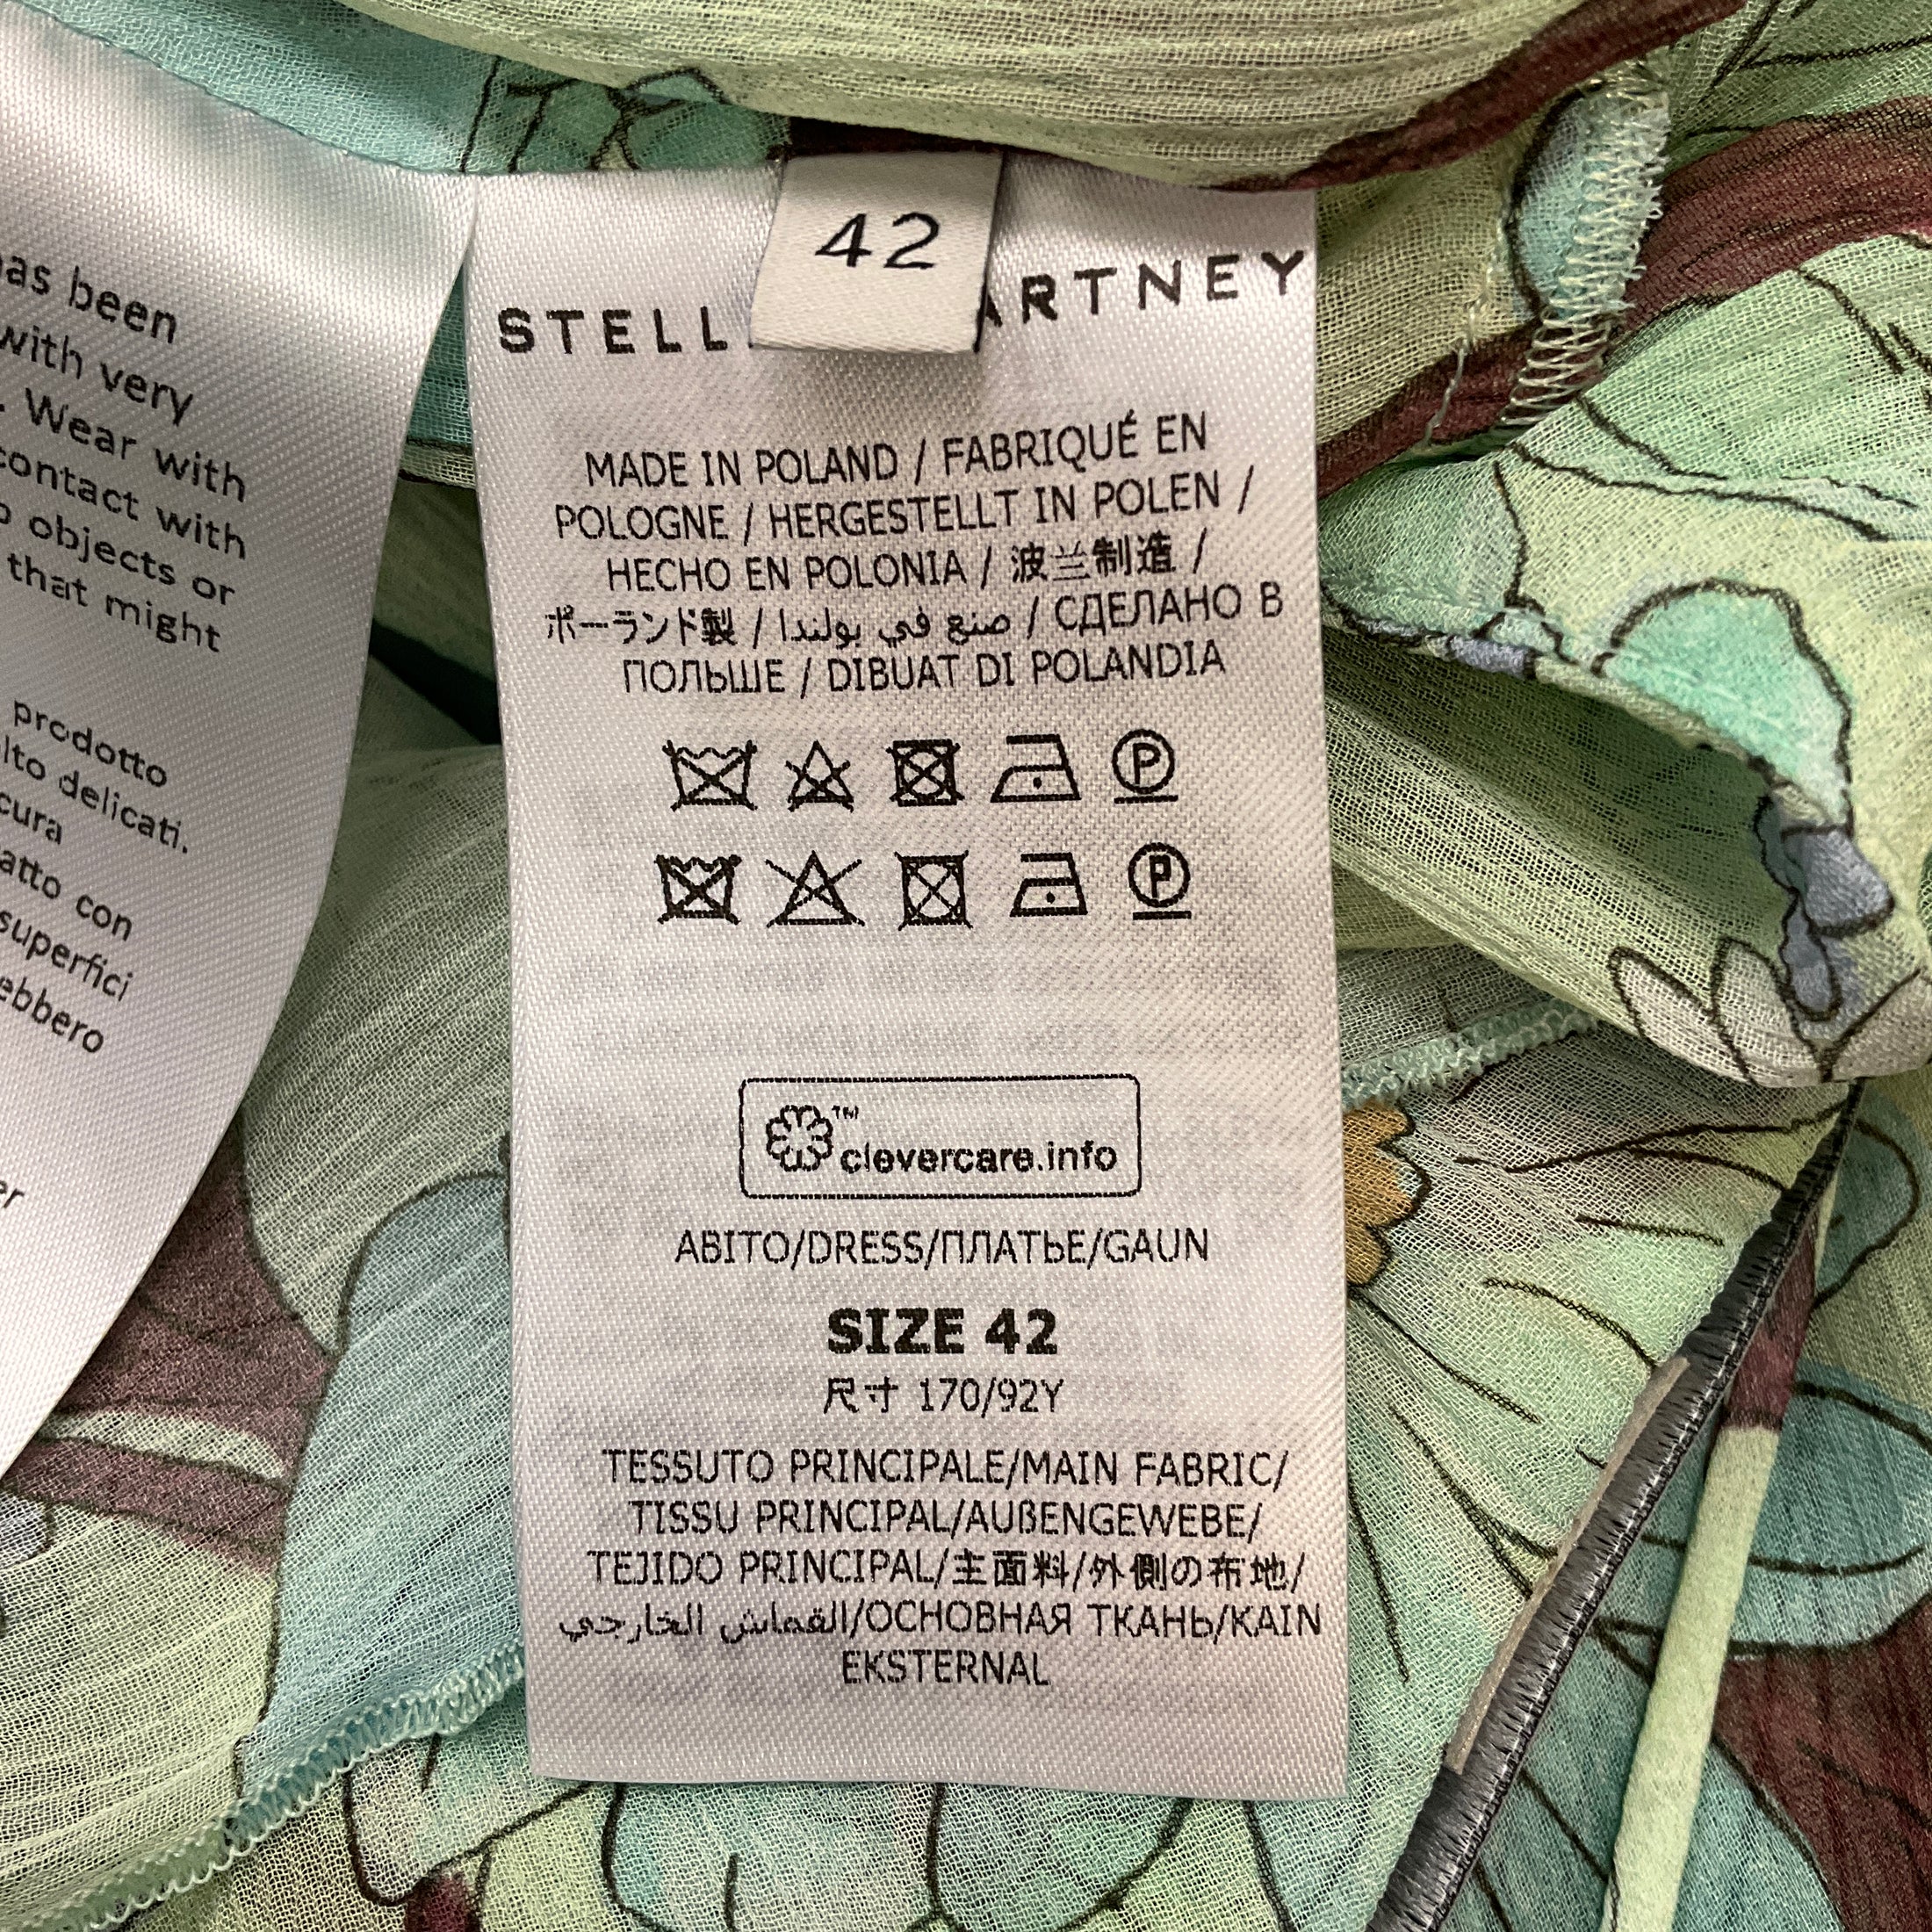 as been
with very
. Wear with
contact with
objects or
that might
prodotto
lto delicati.
cura
atto con
superfici
ebbero
er
42
STELL ARTNEY
MADE IN POLAND / FABRIQUÉ EN
POLOGNE / HERGESTELLT IN POLEN /
HECHO EN POLONIA / 波兰制造 /
ポーランド製 / صنع في بولندا / СДЕЛАНО В
ПОЛЬШЕ / DIBUAT DI POLANDIA
P
P
TM
clevercare.info
ABITO/DRESS/ПЛАТЬЕ/GAUN
SIZE 42
尺寸 170/92Y
TESSUTO PRINCIPALE/MAIN FABRIC/
TISSU PRINCIPAL/AUßENGEWEBE/
TEJIDO PRINCIPAL/主面料/外側の布地/
القماش الخارجي/ОСНОВНАЯ ТКАНЬ/KAIN
EKSTERNAL